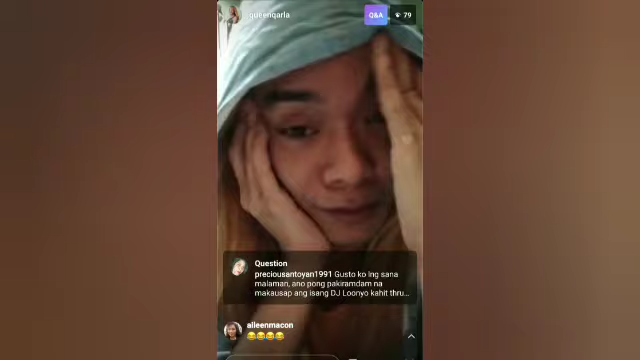 queenqarla
Q&A
79
Question
preciousantoyan1991 Gusto ko lng sana
malaman, ano pong pakiramdam na
makausap ang isang DJ Loonyo kahit thru...
aileenmacon
😂😂😂😂